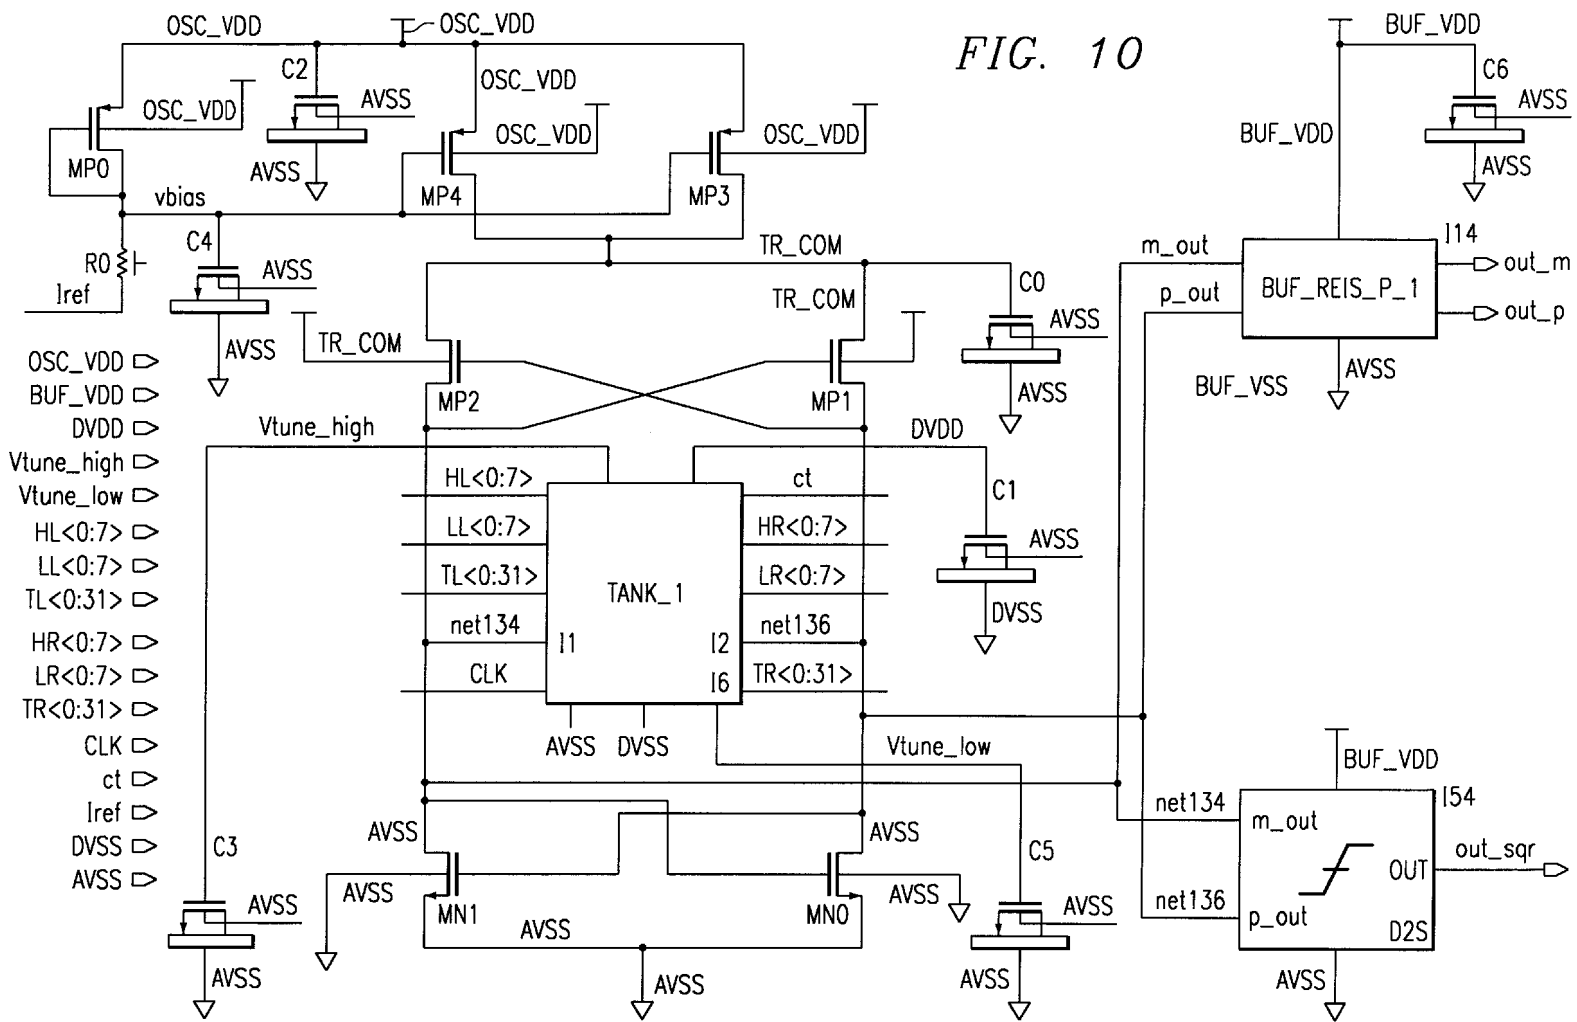 OSC_VDD
OSC_VDD
FIG. 10
BUF_VDD
C2
OSC_VDD
C6
OSC_VDD
AVSS
OSC_VDD
OSC_VDD
AVSS
BUF_VDD
MP0
AVSS
MP4
MP3
AVSS
vbias
C4
TR_COM
m_out
I14
R0
AVSS
C0
out_m
Iref
TR_COM
p_out
BUF_REIS_P_1
out_p
AVSS
TR_COM
AVSS
OSC_VDD
AVSS
AVSS
BUF_VSS
BUF_VDD
MP2
MP1
DVDD
Vtune_high
DVDD
Vtune_high
HL<0:7>
ct
C1
Vtune_low
LL<0:7>
HR<0:7>
AVSS
HL<0:7>
LL<0:7>
TL<0:31>
TANK_1
LR<0:7>
TL<0:31>
DVSS
net134
I1
I2
net136
HR<0:7>
LR<0:7>
CLK
I6
TR<0:31>
TR<0:31>
CLK
AVSS
DVSS
Vtune_low
BUF_VDD
ct
Iref
net134
I54
m_out
DVSS
C3
AVSS
AVSS
C5
out_sqr
AVSS
AVSS
AVSS
OUT
AVSS
MN1
MN0
AVSS
net136
p_out
AVSS
D2S
AVSS
AVSS
AVSS
AVSS